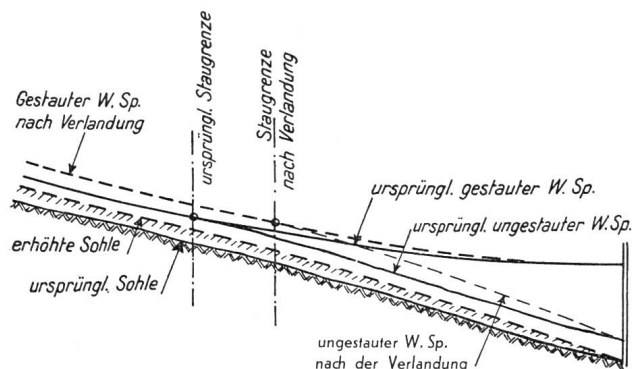 Gestauter W. Sp.
nach Verlandung
ursprüngl. Staugrenze
Staugrenze
nach Verlandung
ursprüngl. gestauter W. Sp.
ursprüngl. ungestauter W. Sp.
erhöhte Sohle
ursprüngl. Sohle
ungestauter W. Sp.
nach der Verlandung